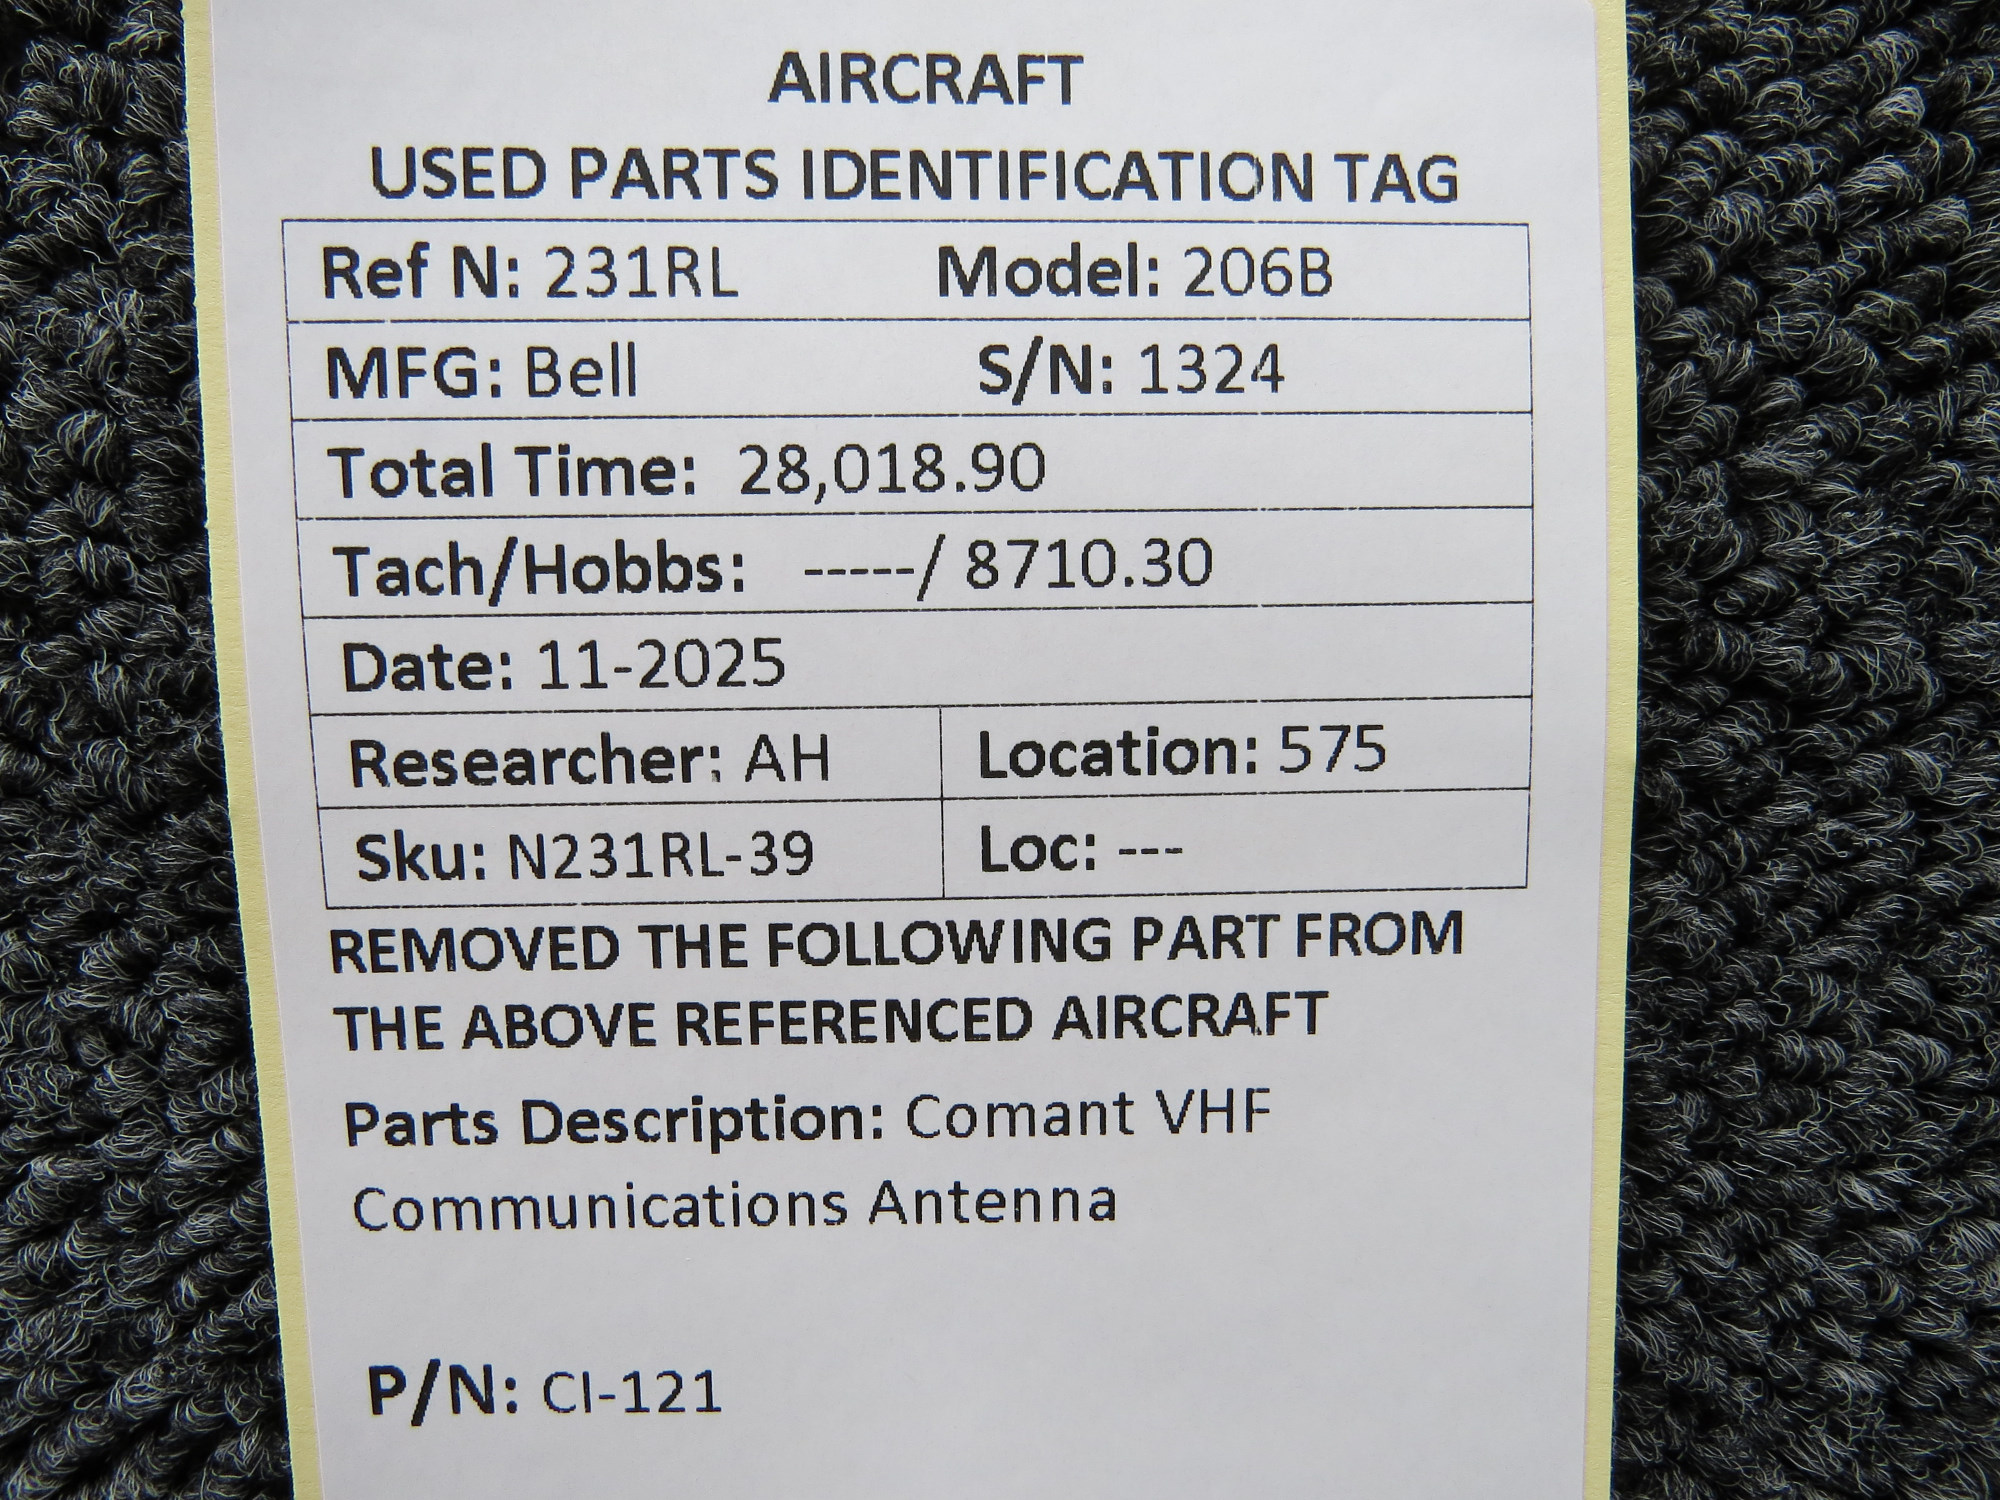 AIRCRAFT
USED PARTS IDENTIFICATION TAG
Ref N: 231RL Model: 206B
MFG: Bell S/N: 1324
Total Time: 28,018.90
Tach/Hobbs: -----/ 8710.30
Date: 11-2025
Researcher: AH Location: 575
Sku: N231RL-39 Loc: ---
REMOVED THE FOLLOWING PART FROM
THE ABOVE REFERENCED AIRCRAFT
Parts Description: Comant VHF
Communications Antenna
P/N: CI-121